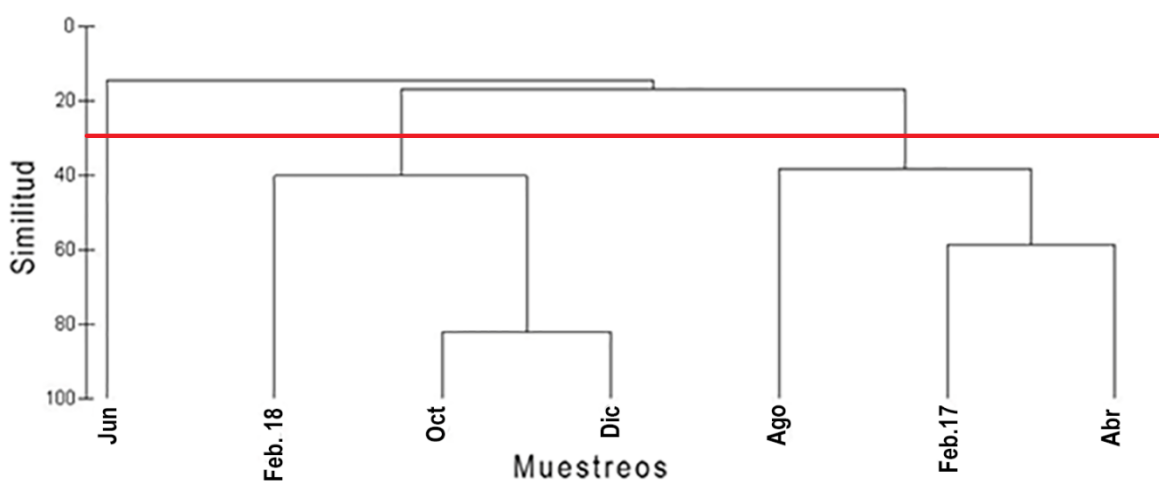 0
20
40
60
80
100
Similitud
Jun
Feb. 18
Oct
Dic
Ago
Feb.17
Abr
Muestreos